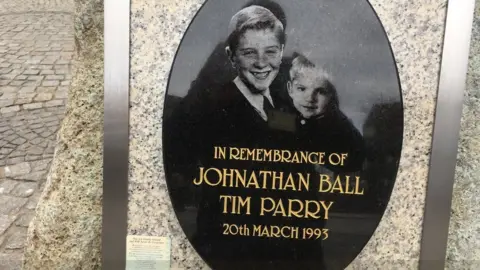 IN REMEMBRANCE OF
JOHNATHAN BALL
TIM PARRY
20th MARCH 1993